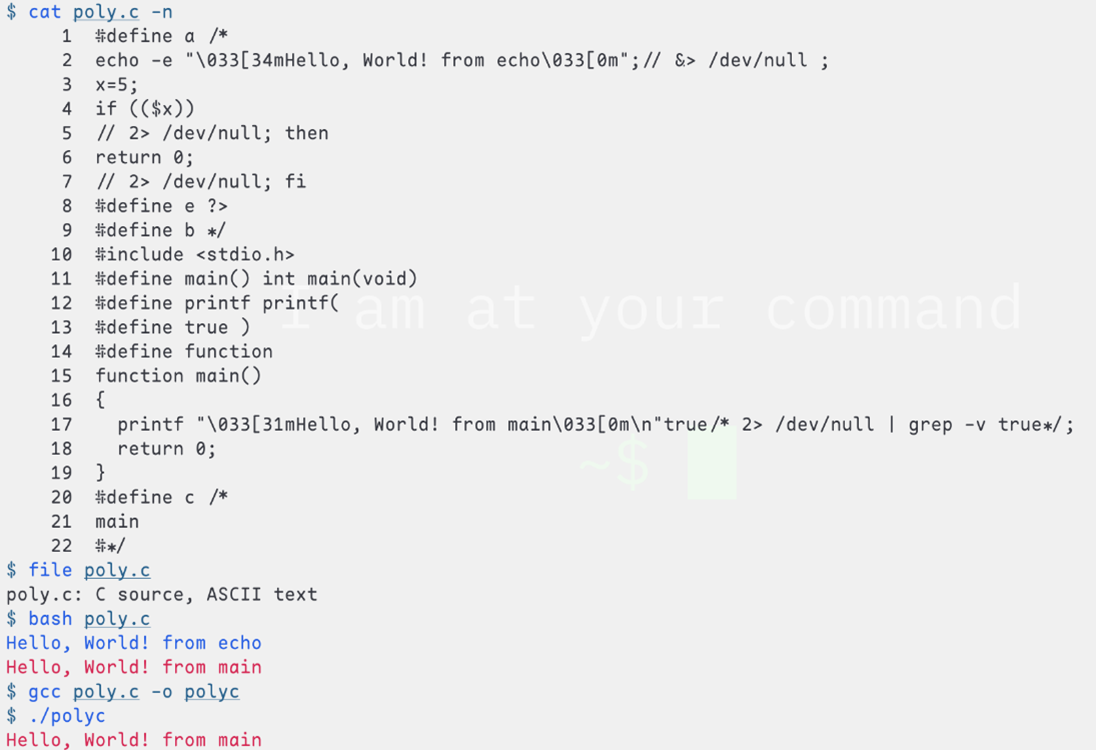 $ cat poly.c -n
1 #define a /*
2 echo -e "\033[34mHello, World! from echo\033[0m";// &> /dev/null ;
3 x=5;
4 if (($x))
5 // 2> /dev/null; then
6 return 0;
7 // 2> /dev/null; fi
8 #define e ?>
9 #define b */
10 #include <stdio.h>
11 #define main() int main(void)
12 #define printf printf(
I am at your command
13 #define true )
14 #define function
15 function main()
16 {
17   printf "\033[31mHello, World! from main\033[0m\n"true/* 2> /dev/null | grep -v true*/;
18   return 0;
~$
19 }
20 #define c /*
21 main
22 #*/
$ file poly.c
poly.c: C source, ASCII text
$ bash poly.c
Hello, World! from echo
Hello, World! from main
$ gcc poly.c -o polyc
$ ./polyc
Hello, World! from main